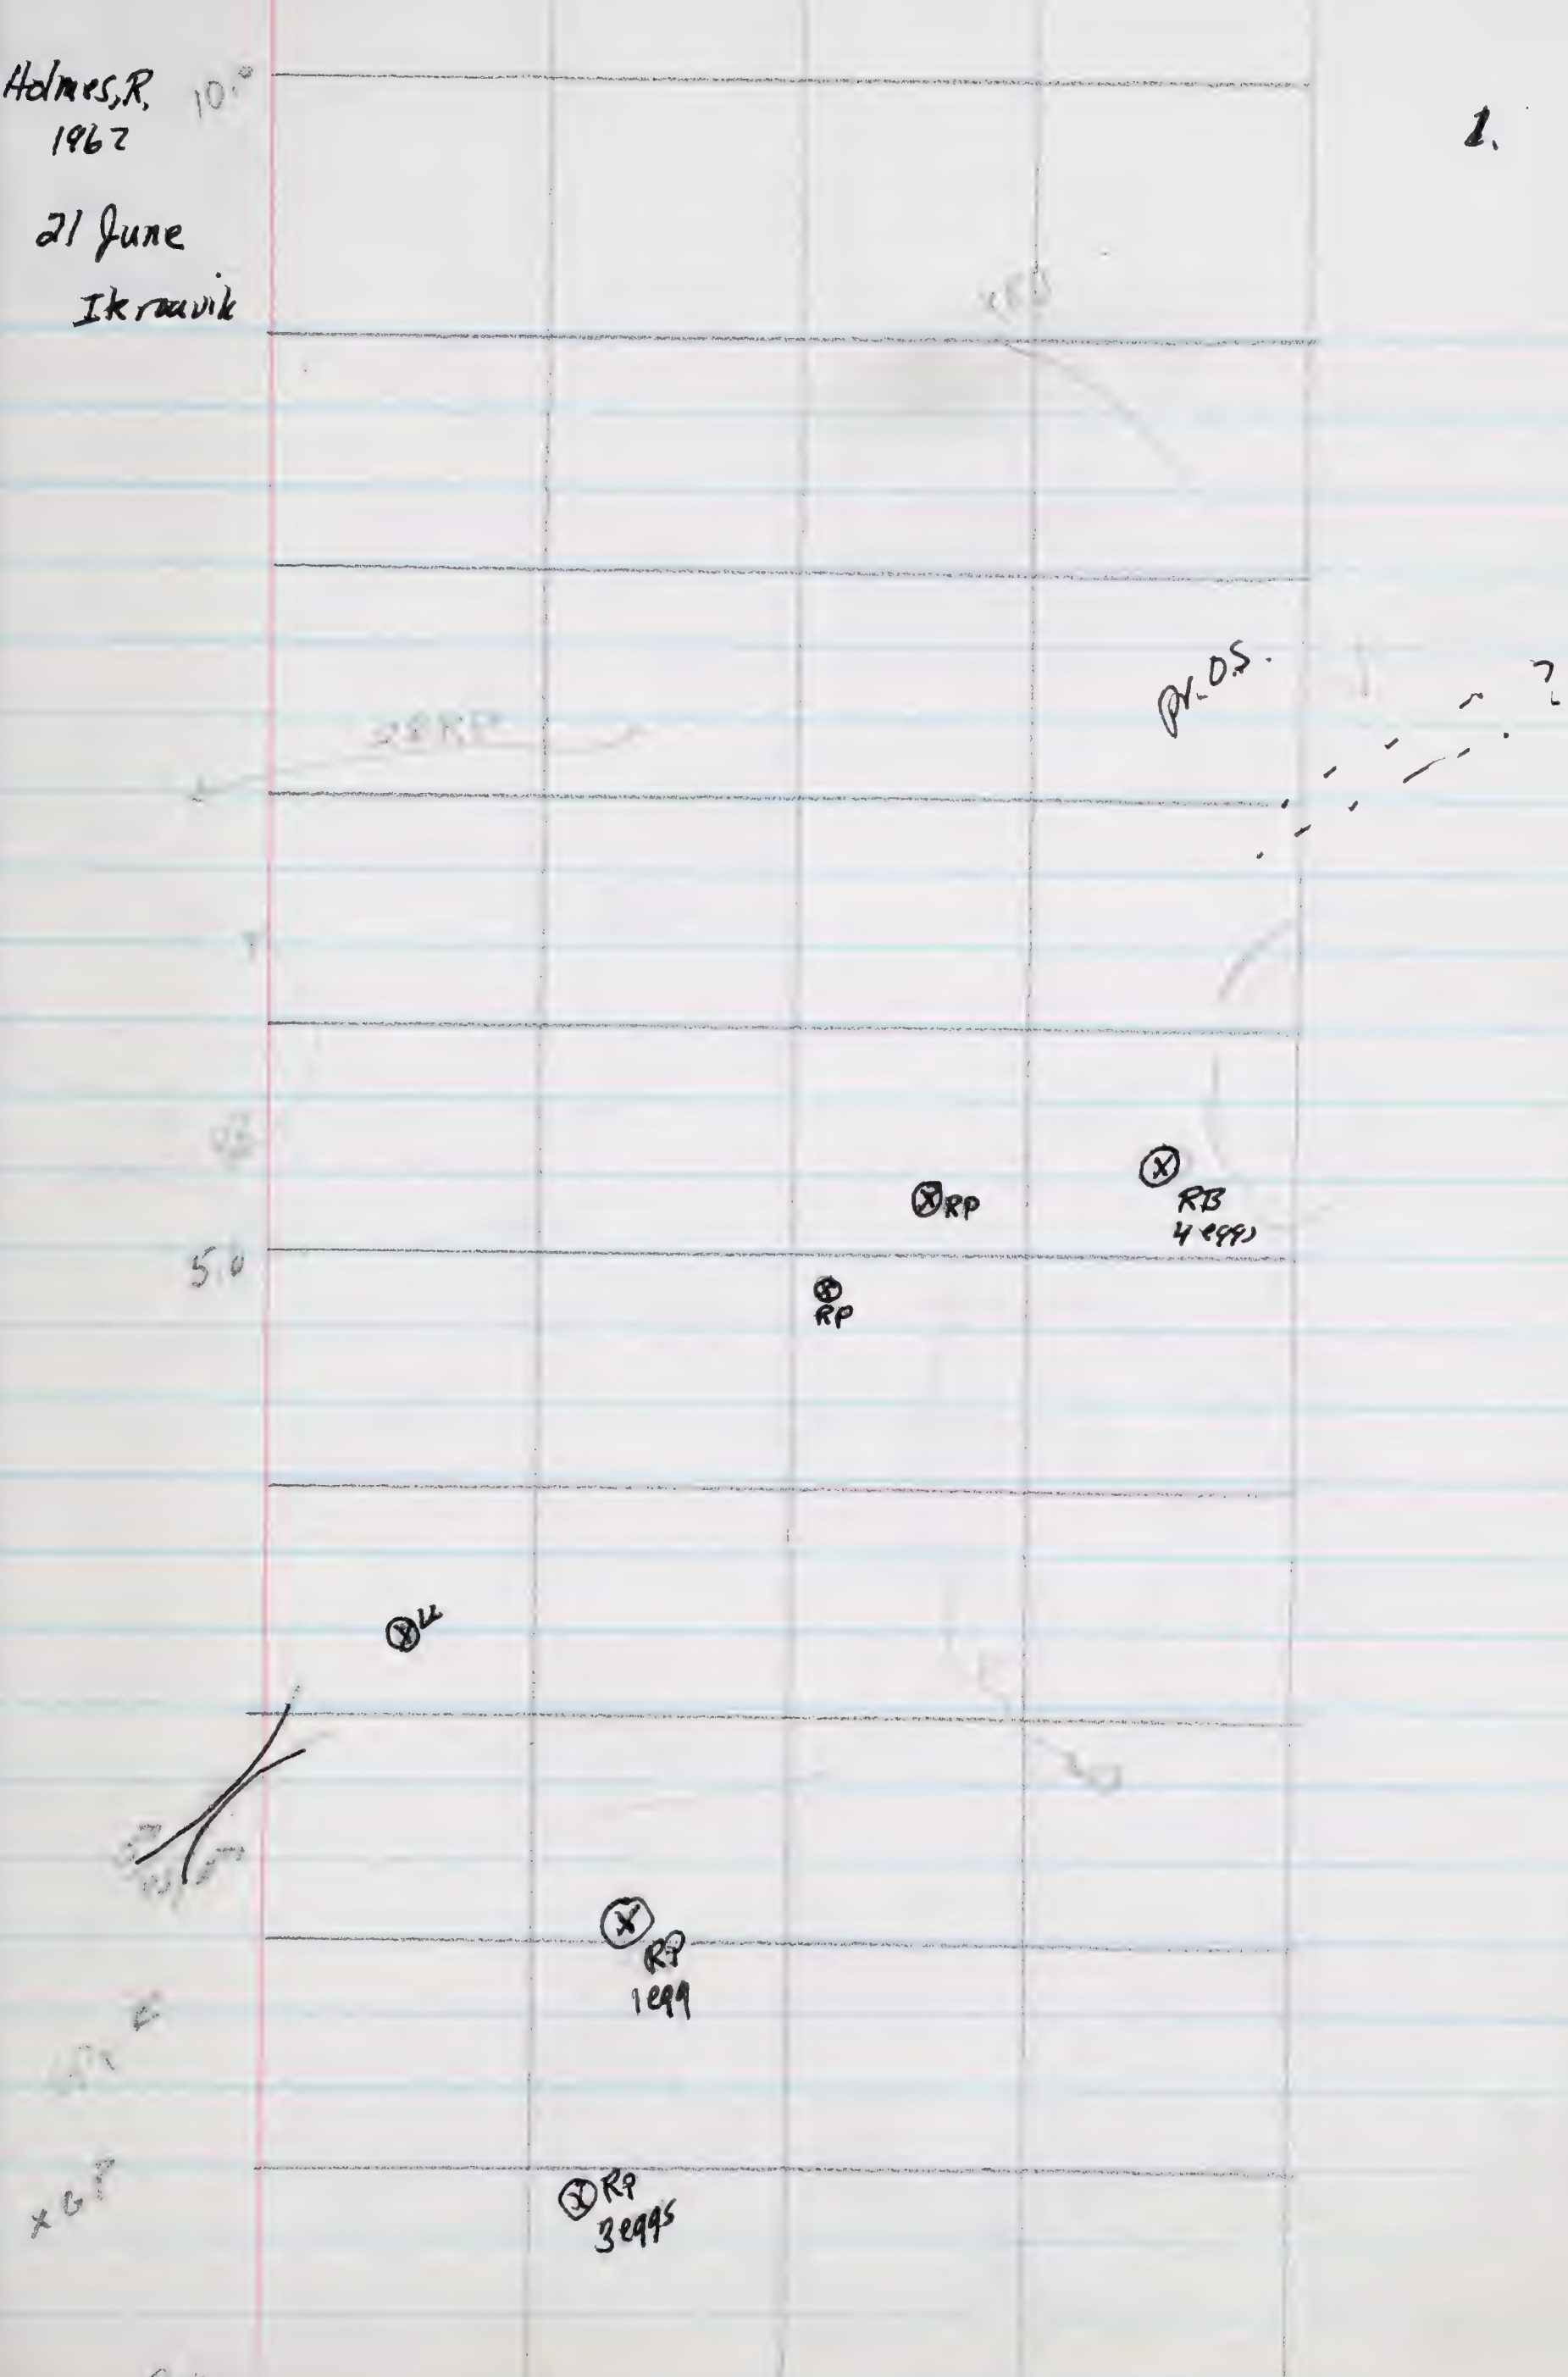 Holmes, R.
1962
10.0
1.
21 June
Ikroavik
pr. O.S.
?
RP
RB
4 eggs
5.0
RP
RP
1 egg
x G?
RP
3 eggs